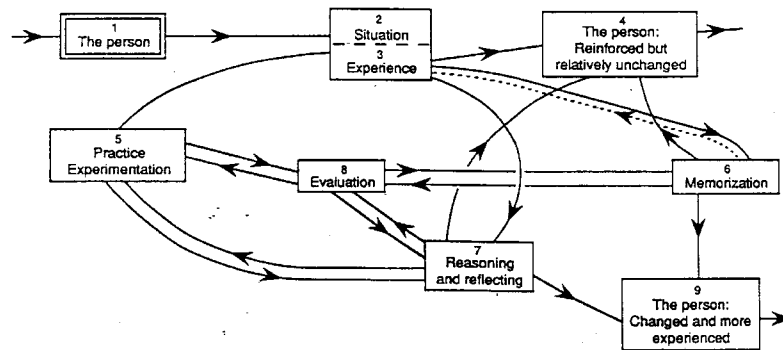 1
The person
2
Situation
3
Experience
4
The person:
Reinforced but
relatively unchanged
5
Practice
Experimentation
8
Evaluation
6
Memorization
7
Reasoning
and reflecting
9
The person:
Changed and more
experienced